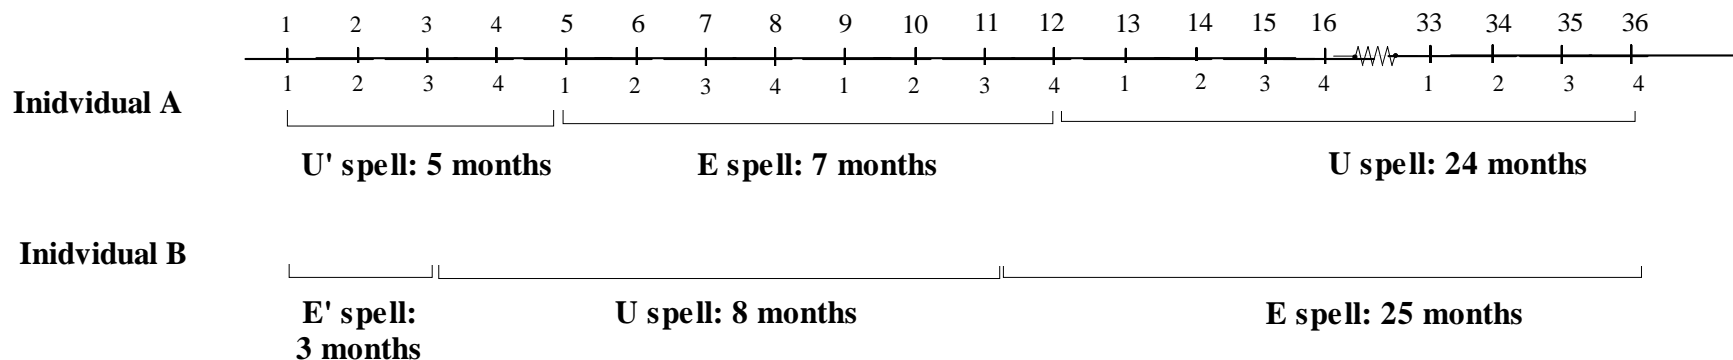 1 2 3 4 5 6 7 8 9 10 11 12 13 14 15 16 33 34 35 36
1 2 3 4 1 2 3 4 1 2 3 4 1 2 3 4 1 2 3 4
Inidvidual A
U' spell: 5 months E spell: 7 months U spell: 24 months
Inidvidual B
E' spell: U spell: 8 months E spell: 25 months
3 months